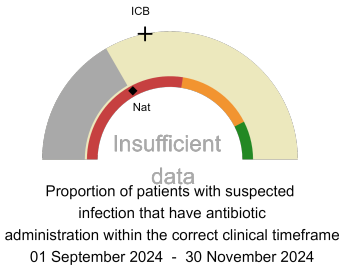 ICB
Nat
Insufficient
data
Proportion of patients with suspected
infection that have antibiotic
administration within the correct clinical timeframe
01 September 2024 - 30 November 2024